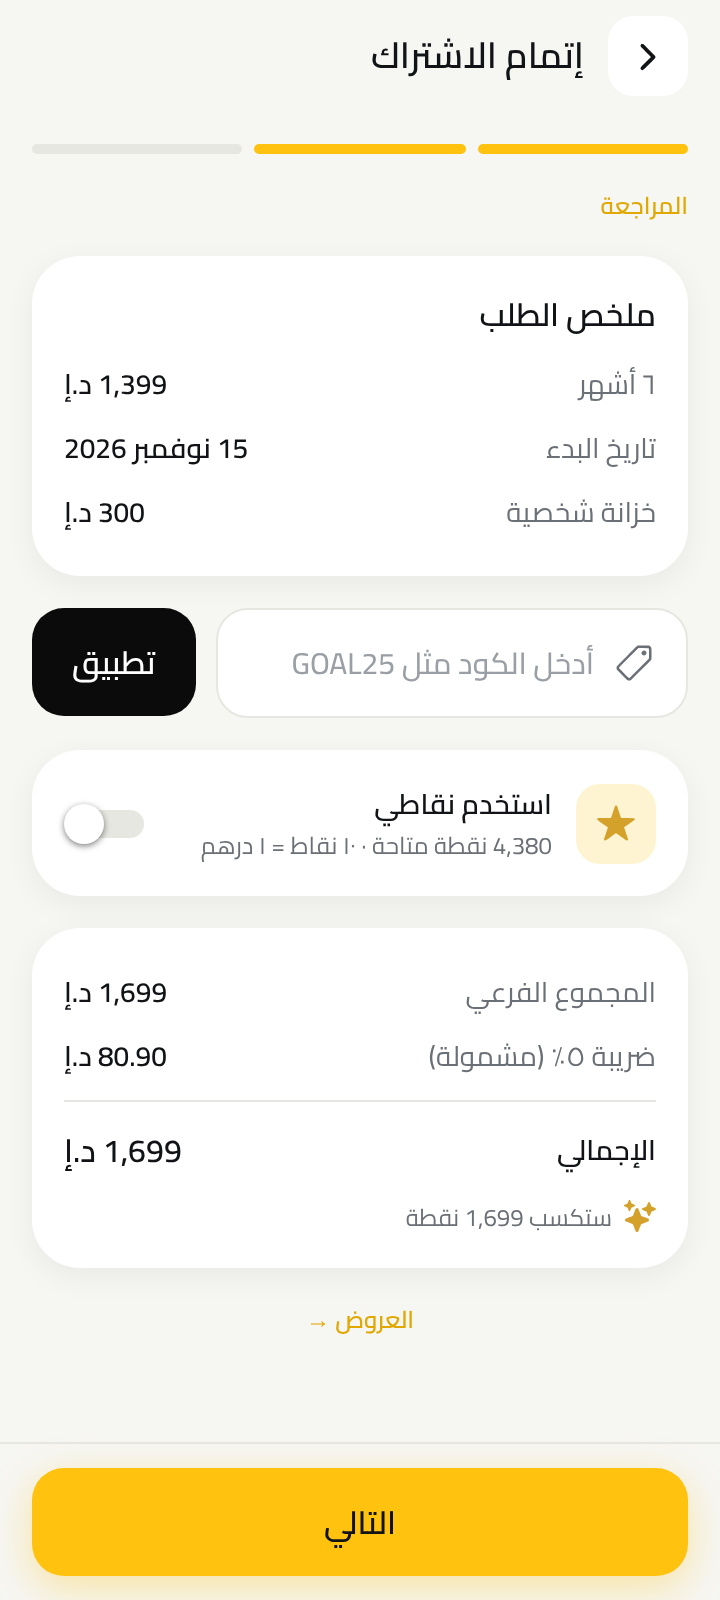 إتمام الاشتراك
المراجعة
ملخص الطلب
٦ أشهر 1,399 د.إ
تاريخ البدء 15 نوفمبر 2026
خزانة شخصية 300 د.إ
أدخل الكود مثل GOAL25 تطبيق
استخدم نقاطي
4,380 نقطة متاحة · ١٠ نقاط = ١ درهم
المجموع الفرعي 1,699 د.إ
ضريبة ٥٪ (مشمولة) 80.90 د.إ
الإجمالي 1,699 د.إ
ستكسب 1,699 نقطة
العروض →
التالي